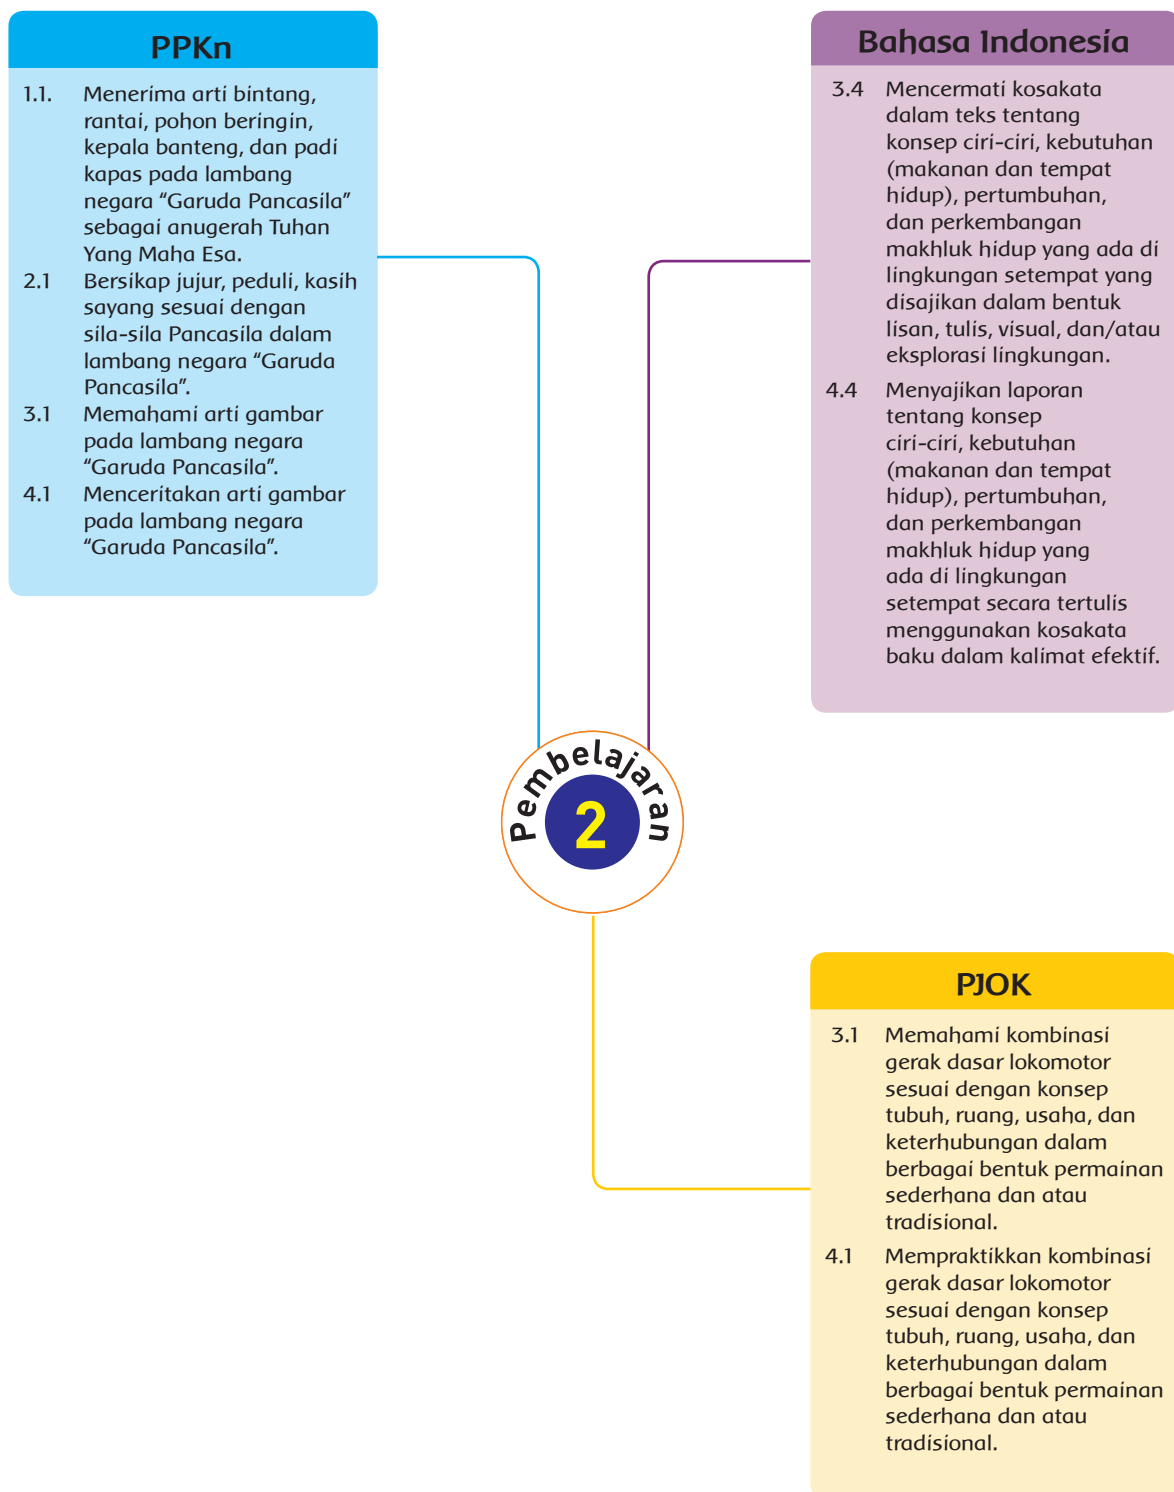 PPKn
1.1. Menerima arti bintang,
rantai, pohon beringin,
kepala banteng, dan padi
kapas pada lambang
negara “Garuda Pancasila”
sebagai anugerah Tuhan
Yang Maha Esa.
2.1 Bersikap jujur, peduli, kasih
sayang sesuai dengan
sila-sila Pancasila dalam
lambang negara “Garuda
Pancasila”.
3.1 Memahami arti gambar
pada lambang negara
“Garuda Pancasila”.
4.1 Menceritakan arti gambar
pada lambang negara
“Garuda Pancasila”.
Bahasa Indonesia
3.4 Mencermati kosakata
dalam teks tentang
konsep ciri-ciri, kebutuhan
(makanan dan tempat
hidup), pertumbuhan,
dan perkembangan
makhluk hidup yang ada di
lingkungan setempat yang
disajikan dalam bentuk
lisan, tulis, visual, dan/atau
eksplorasi lingkungan.
4.4 Menyajikan laporan
tentang konsep
ciri-ciri, kebutuhan
(makanan dan tempat
hidup), pertumbuhan,
dan perkembangan
makhluk hidup yang
ada di lingkungan
setempat secara tertulis
menggunakan kosakata
baku dalam kalimat efektif.
Pembelajaran
2
PJOK
3.1 Memahami kombinasi
gerak dasar lokomotor
sesuai dengan konsep
tubuh, ruang, usaha, dan
keterhubungan dalam
berbagai bentuk permainan
sederhana dan atau
tradisional.
4.1 Mempraktikkan kombinasi
gerak dasar lokomotor
sesuai dengan konsep
tubuh, ruang, usaha, dan
keterhubungan dalam
berbagai bentuk permainan
sederhana dan atau
tradisional.